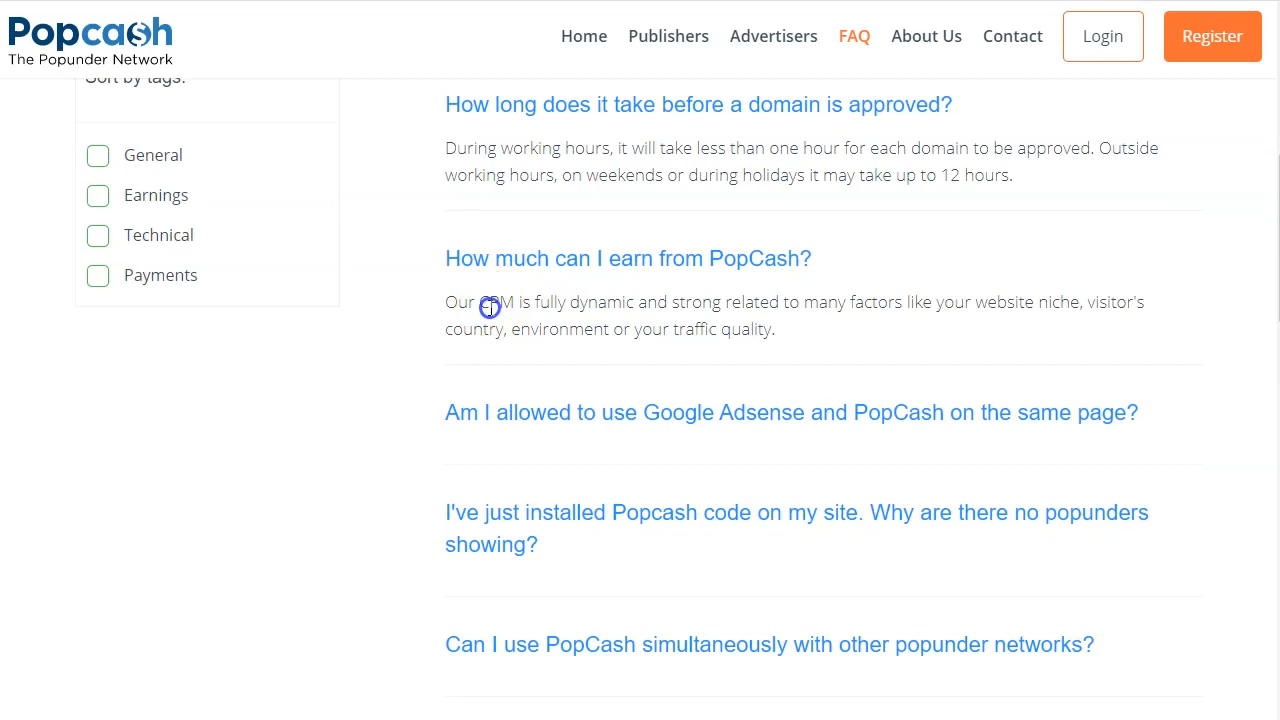 Popcash
The Popunder Network
Home Publishers Advertisers FAQ About Us Contact Login Register
Sort by tags:
General
Earnings
Technical
Payments
How long does it take before a domain is approved?
During working hours, it will take less than one hour for each domain to be approved. Outside
working hours, on weekends or during holidays it may take up to 12 hours.
How much can I earn from PopCash?
Our CPM is fully dynamic and strong related to many factors like your website niche, visitor's
country, environment or your traffic quality.
Am I allowed to use Google Adsense and PopCash on the same page?
I've just installed Popcash code on my site. Why are there no popunders
showing?
Can I use PopCash simultaneously with other popunder networks?